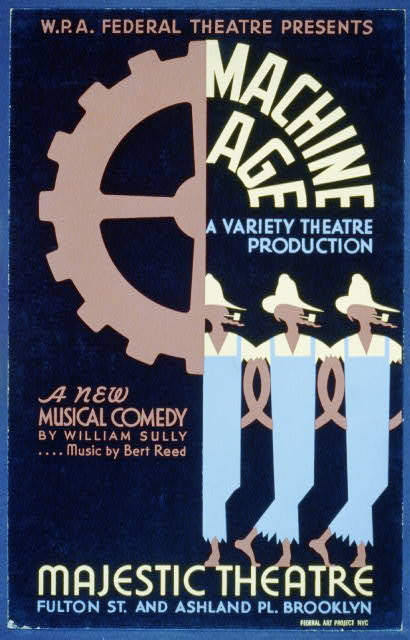 W.P.A. FEDERAL THEATRE PRESENTS
MACHINE
AGE
A VARIETY THEATRE
PRODUCTION
A NEW
MUSICAL COMEDY
BY WILLIAM SULLY
.... Music by Bert Reed
MAJESTIC THEATRE
FULTON ST. AND ASHLAND PL. BROOKLYN
FEDERAL ART PROJECT NYC